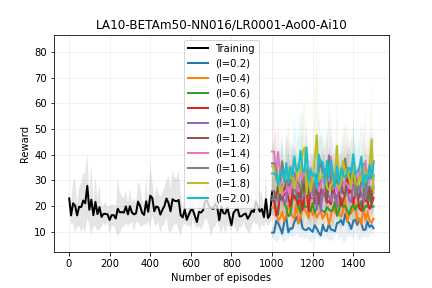 LA10-BETAm50-NN016/LR0001-Ao00-Ai10
Training
(l=0.2)
(l=0.4)
(l=0.6)
(l=0.8)
(l=1.0)
(l=1.2)
(l=1.4)
(l=1.6)
(l=1.8)
(l=2.0)
Reward
80
70
60
50
40
30
20
10
0 200 400 600 800 1000 1200 1400
Number of episodes